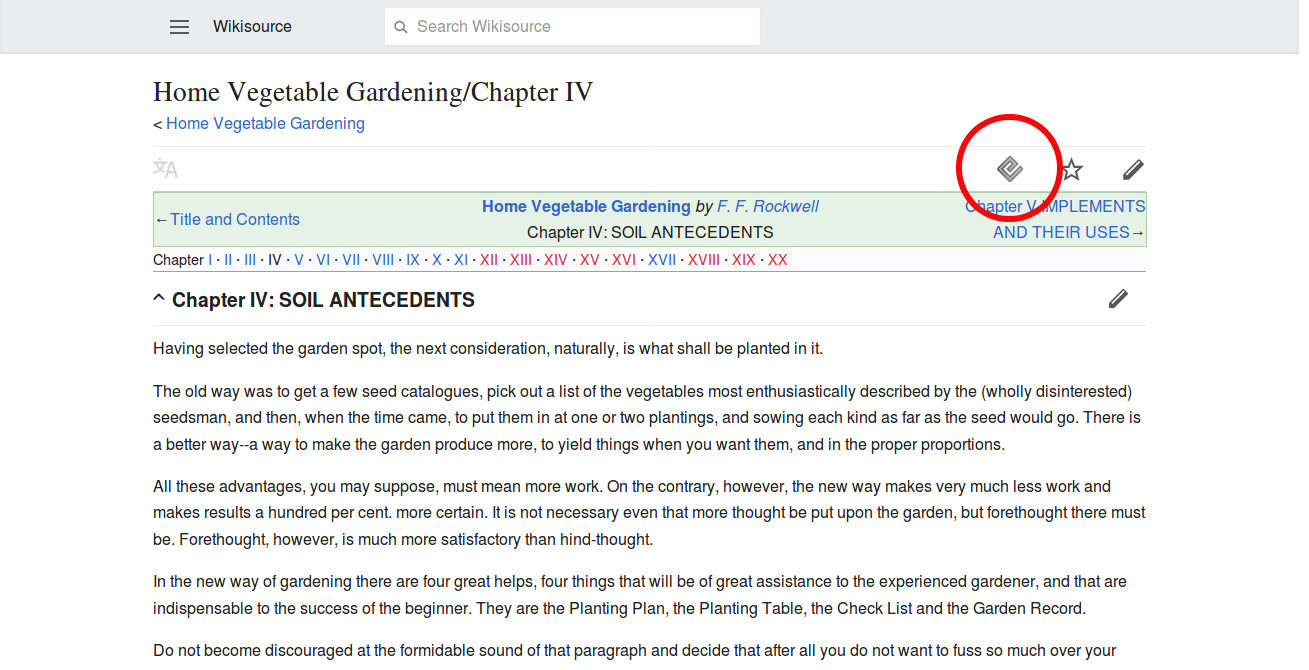 Wikisource
Search Wikisource
Home Vegetable Gardening/Chapter IV
< Home Vegetable Gardening
文A
←Title and Contents
Home Vegetable Gardening by F. F. Rockwell
Chapter IV: SOIL ANTECEDENTS
Chapter V IMPLEMENTS
AND THEIR USES→
Chapter I · II · III · IV · V · VI · VII · VIII · IX · X · XI · XII · XIII · XIV · XV · XVI · XVII · XVIII · XIX · XX
Chapter IV: SOIL ANTECEDENTS
Having selected the garden spot, the next consideration, naturally, is what shall be planted in it.
The old way was to get a few seed catalogues, pick out a list of the vegetables most enthusiastically described by the (wholly disinterested)
seedsman, and then, when the time came, to put them in at one or two plantings, and sowing each kind as far as the seed would go. There is
a better way--a way to make the garden produce more, to yield things when you want them, and in the proper proportions.
All these advantages, you may suppose, must mean more work. On the contrary, however, the new way makes very much less work and
makes results a hundred per cent. more certain. It is not necessary even that more thought be put upon the garden, but forethought there must
be. Forethought, however, is much more satisfactory than hind-thought.
In the new way of gardening there are four great helps, four things that will be of great assistance to the experienced gardener, and that are
indispensable to the success of the beginner. They are the Planting Plan, the Planting Table, the Check List and the Garden Record.
Do not become discouraged at the formidable sound of that paragraph and decide that after all you do not want to fuss so much over your